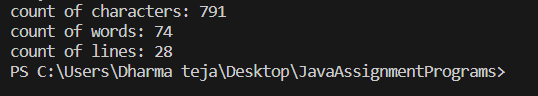 count of characters: 791
count of words: 74
count of lines: 28
PS C:\Users\Dharma teja\Desktop\JavaAssignmentPrograms>